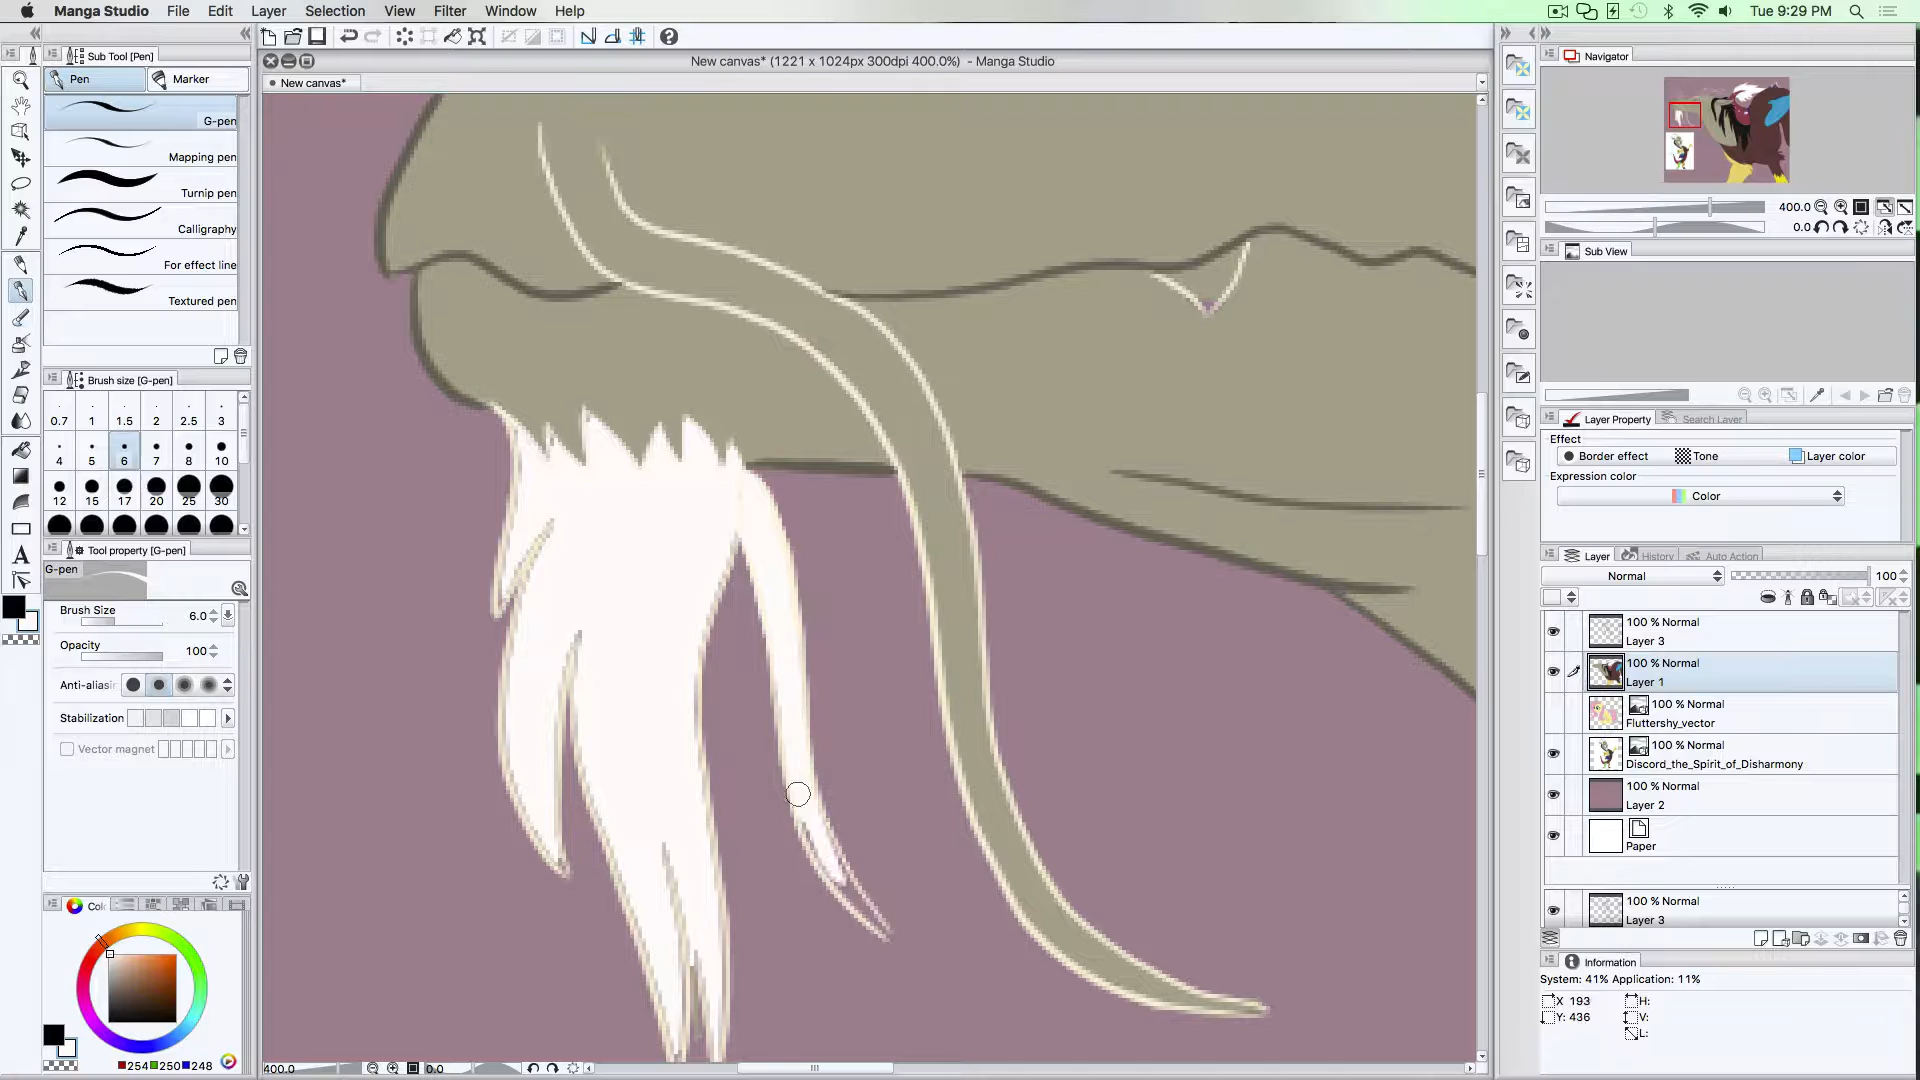 Manga Studio File Edit Layer Selection View Filter Window Help Tue 9:29 PM
Sub Tool [Pen]
Pen Marker
G-pen
Mapping pen
Turnip pen
Calligraphy
For effect line
Textured pen
Brush size [G-pen]
0.7 1 1.5 2 2.5 3
4 5 6 7 8 10
12 15 17 20 25 30
Tool property [G-pen]
G-pen
Brush Size 6.0
Opacity 100
Anti-aliasin
Stabilization
Vector magnet
Col
254 250 248
New canvas* (1221 x 1024px 300dpi 400.0%) - Manga Studio
New canvas*
400.0 0.0
Navigator
400.0
0.0
Sub View
Layer Property Search Layer
Effect
Border effect Tone Layer color
Expression color
Color
Layer History Auto Action
Normal 100
100 % Normal
Layer 3
100 % Normal
Layer 1
100 % Normal
Fluttershy_vector
100 % Normal
Discord_the_Spirit_of_Disharmony
100 % Normal
Layer 2
Paper
100 % Normal
Layer 3
Information
System: 41% Application: 11%
X 193 H:
Y: 436 V:
L: